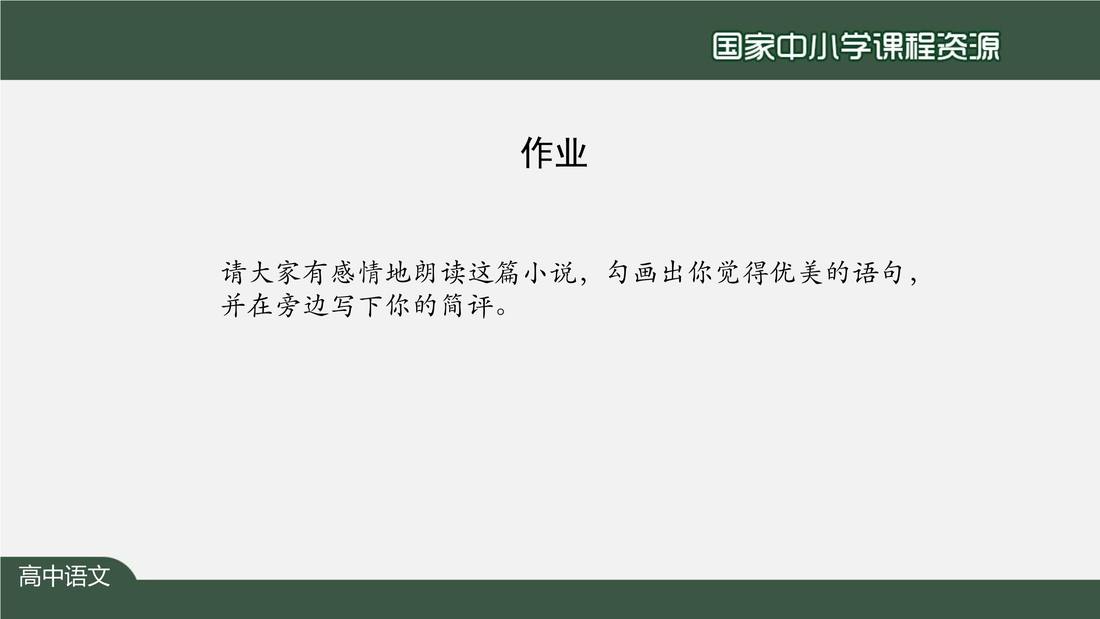 国家中小学课程资源
作业
请大家有感情地朗读这篇小说，勾画出你觉得优美的语句，
并在旁边写下你的简评。
高中语文